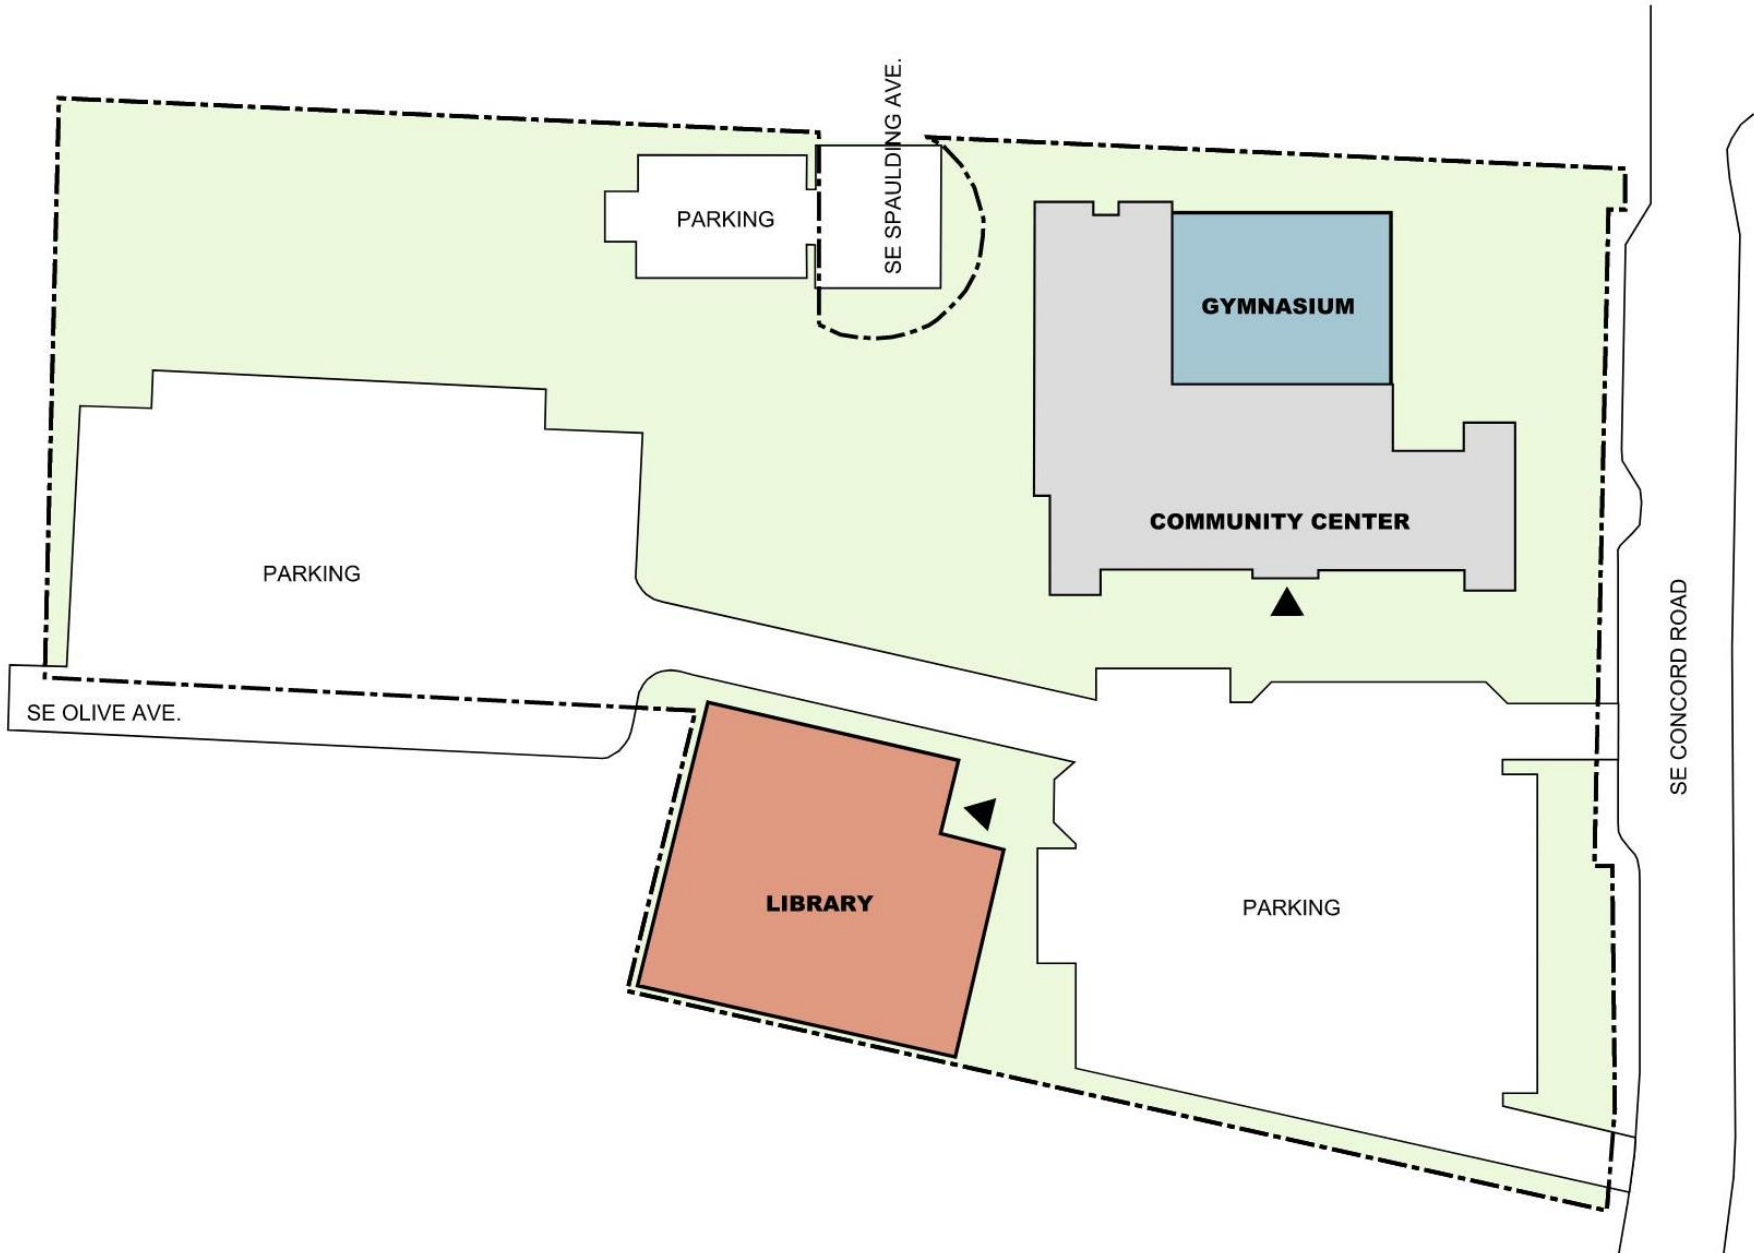 SE SPAULDING AVE.
PARKING
GYMNASIUM
COMMUNITY CENTER
PARKING
SE CONCORD ROAD
SE OLIVE AVE.
LIBRARY
PARKING